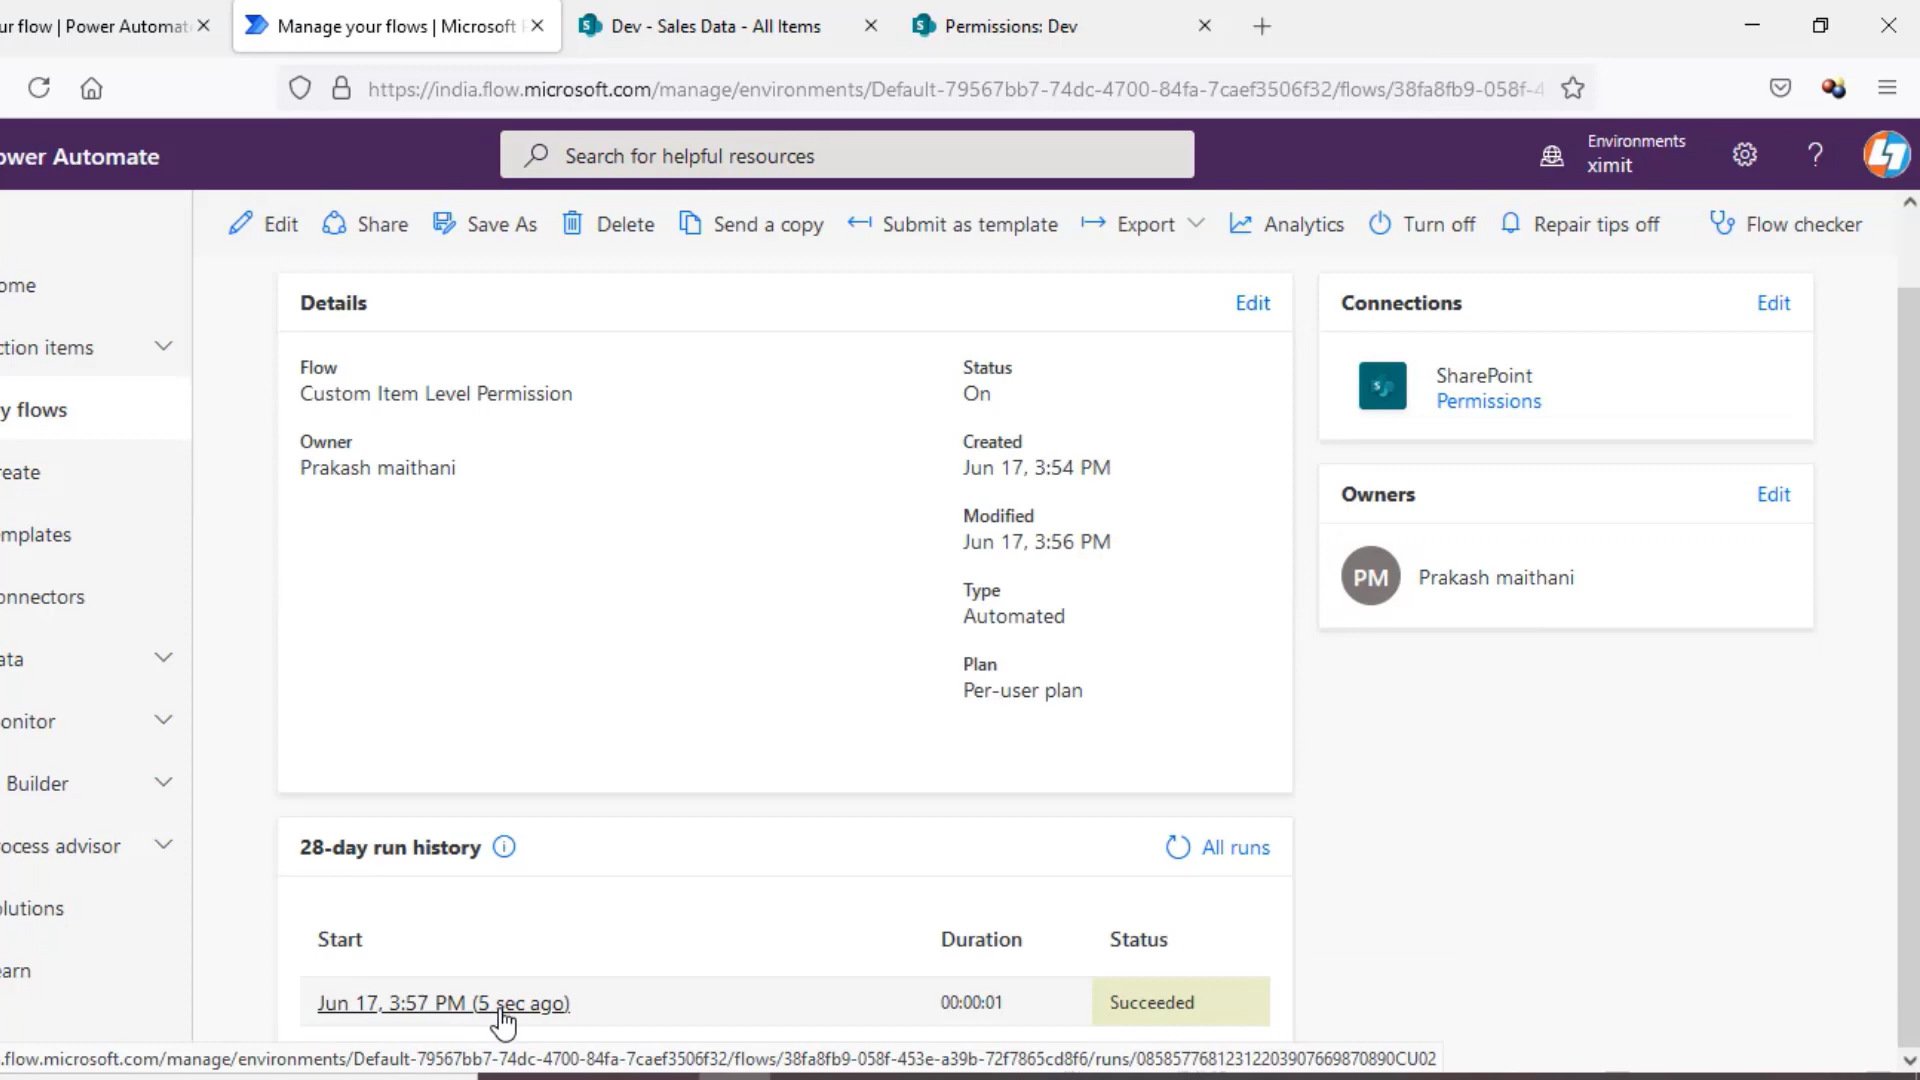 ur flow | Power Automat
Manage your flows | Microsoft
Dev - Sales Data - All Items
Permissions: Dev
https://india.flow.microsoft.com/manage/environments/Default-79567bb7-74dc-4700-84fa-7caef3506f32/flows/38fa8fb9-058f-4
ower Automate
Search for helpful resources
Environments
ximit
Edit
Share
Save As
Delete
Send a copy
Submit as template
Export
Analytics
Turn off
Repair tips off
Flow checker
ome
ction items
y flows
reate
mplates
onnectors
ata
onitor
Builder
ocess advisor
olutions
earn
Details
Edit
Flow
Custom Item Level Permission
Owner
Prakash maithani
Status
On
Created
Jun 17, 3:54 PM
Modified
Jun 17, 3:56 PM
Type
Automated
Plan
Per-user plan
Connections
Edit
SharePoint
Permissions
Owners
Edit
PM
Prakash maithani
28-day run history
All runs
Start
Duration
Status
Jun 17, 3:57 PM (5 sec ago)
00:00:01
Succeeded
.flow.microsoft.com/manage/environments/Default-79567bb7-74dc-4700-84fa-7caef3506f32/flows/38fa8fb9-058f-453e-a39b-72f7865cd8f6/runs/08585776812312203907669870890CU02